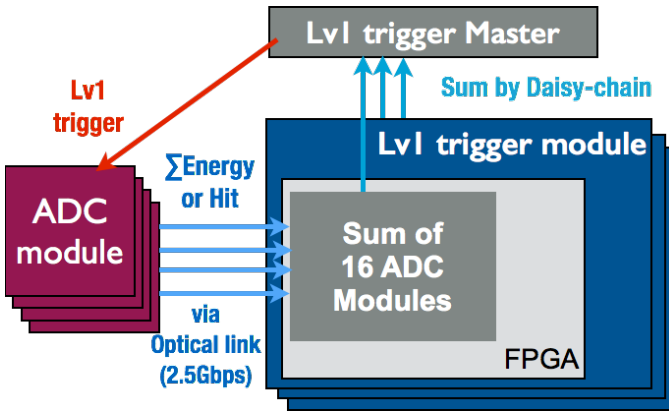 Lv1 trigger Master
Lv1
trigger
Sum by Daisy-chain
Lv1 trigger module
∑Energy
or Hit
ADC
module
Sum of
16 ADC
Modules
via
Optical link
(2.5Gbps)
FPGA